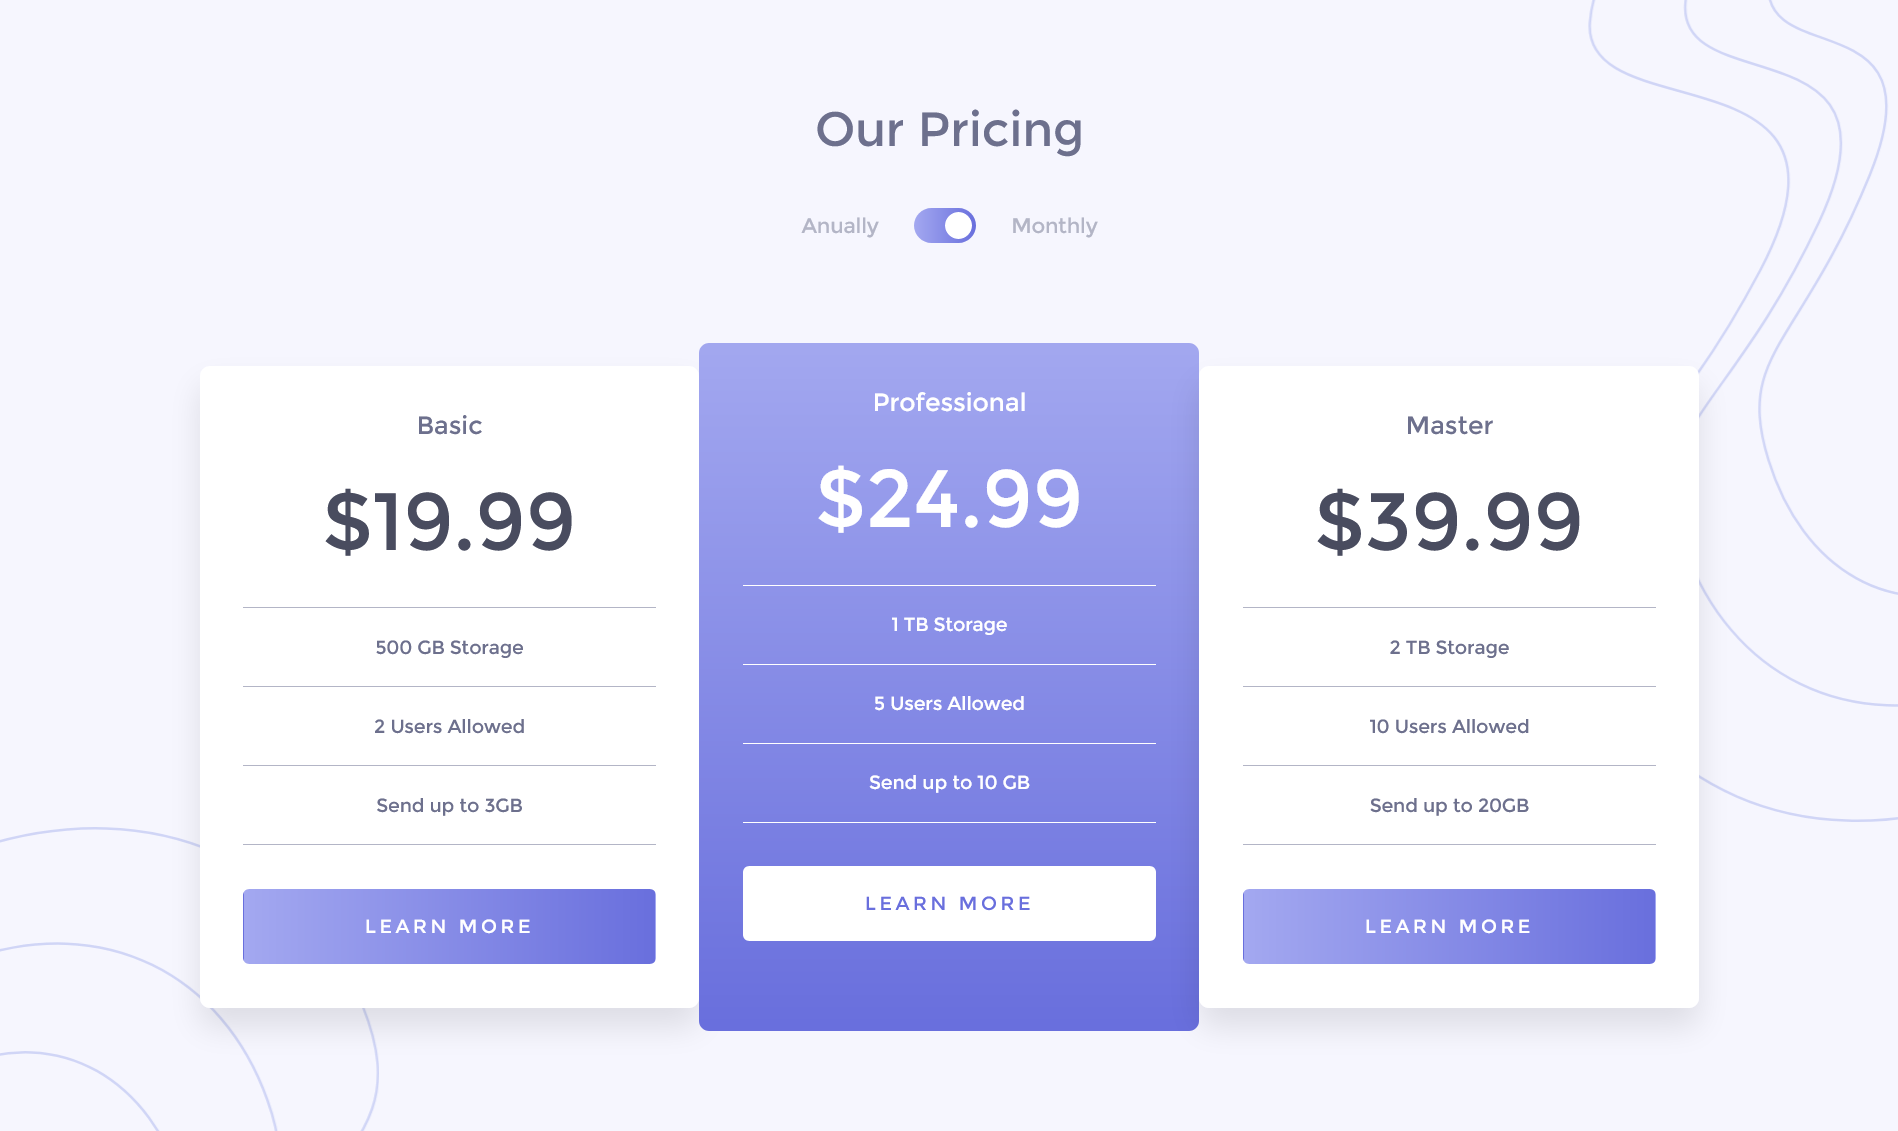 Our Pricing
Anually
Monthly
Basic
$19.99
500 GB Storage
2 Users Allowed
Send up to 3GB
LEARN MORE
Professional
$24.99
1 TB Storage
5 Users Allowed
Send up to 10 GB
LEARN MORE
Master
$39.99
2 TB Storage
10 Users Allowed
Send up to 20GB
LEARN MORE